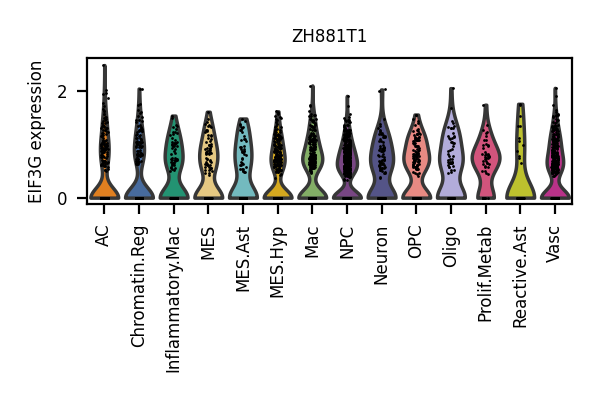 ZH881T1
EIF3G expression
2
0
AC
Chromatin.Reg
Inflammatory.Mac
MES
MES.Ast
MES.Hyp
Mac
NPC
Neuron
OPC
Oligo
Prolif.Metab
Reactive.Ast
Vasc